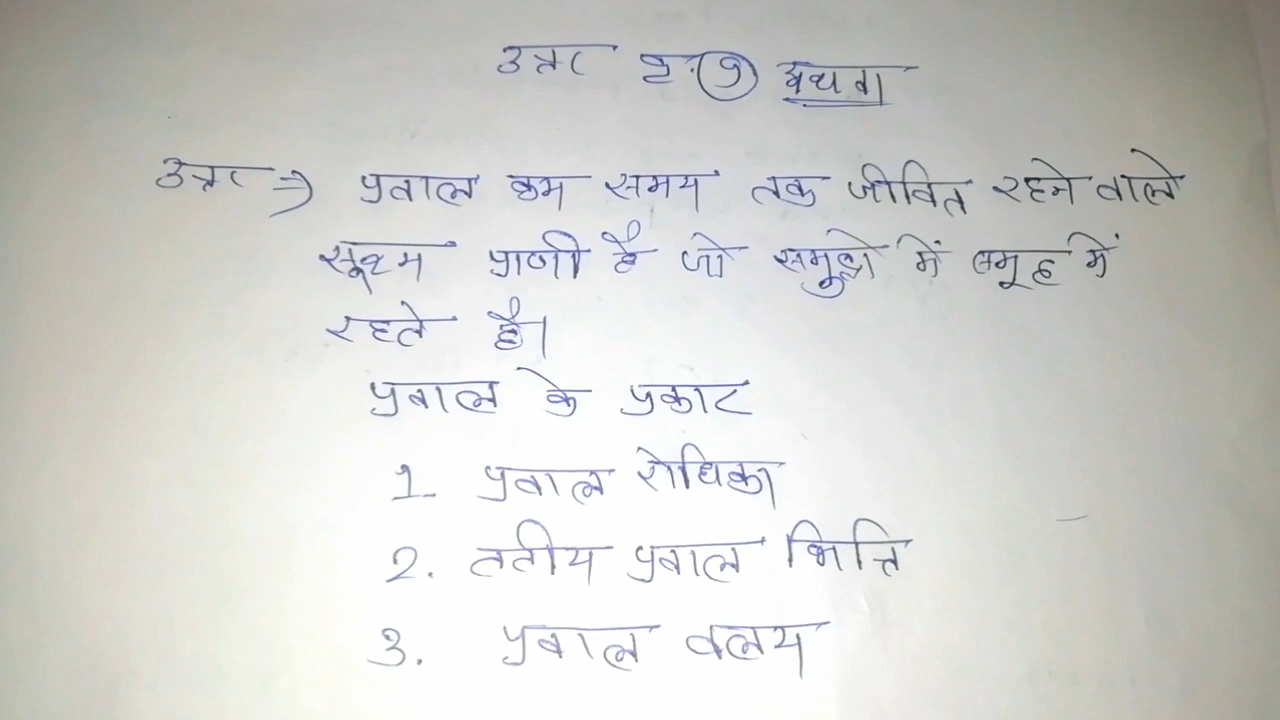 उत्तर क्र. 9 अथवा
उत्तर → प्रवाल कम समय तक जीवित रहने वाले
सूक्ष्म प्राणी है जो समुद्रो में समूह में
रहते है।
प्रवाल के प्रकार
1 प्रवाल रोधिका
2. तटीय प्रवाल भित्ति
3. प्रवाल वलय